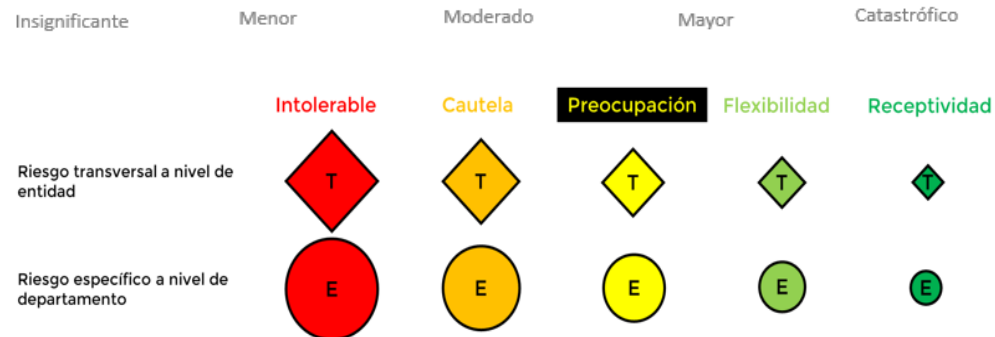 Insignificante Menor Moderado Mayor Catastrófico
Intolerable Cautela Preocupación Flexibilidad Receptividad
Riesgo transversal a nivel de
entidad
T T T T T
Riesgo específico a nivel de
departamento
E E E E E